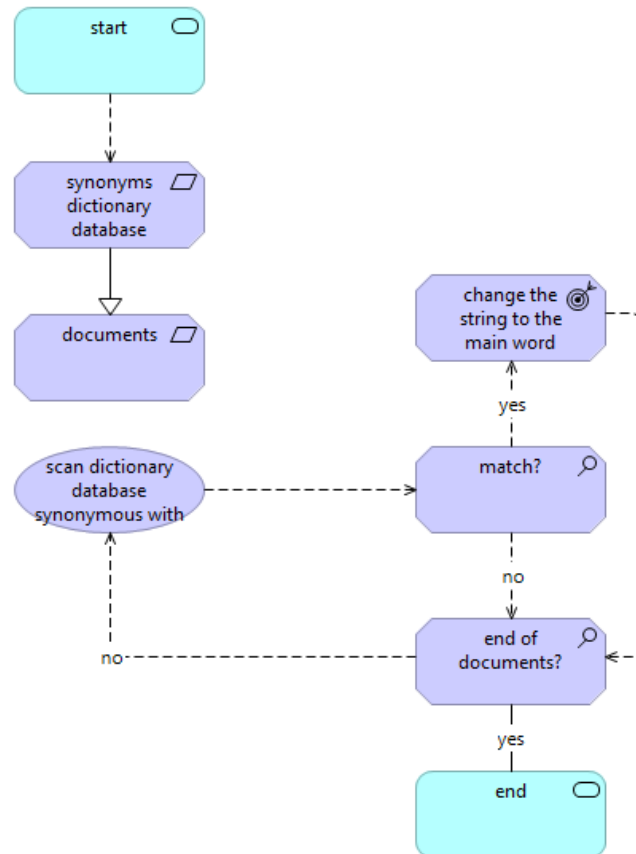 start
synonyms
dictionary
database
documents
change the
string to the
main word
yes
scan dictionary
database
synonymous with
match?
no
end of
documents?
no
yes
end